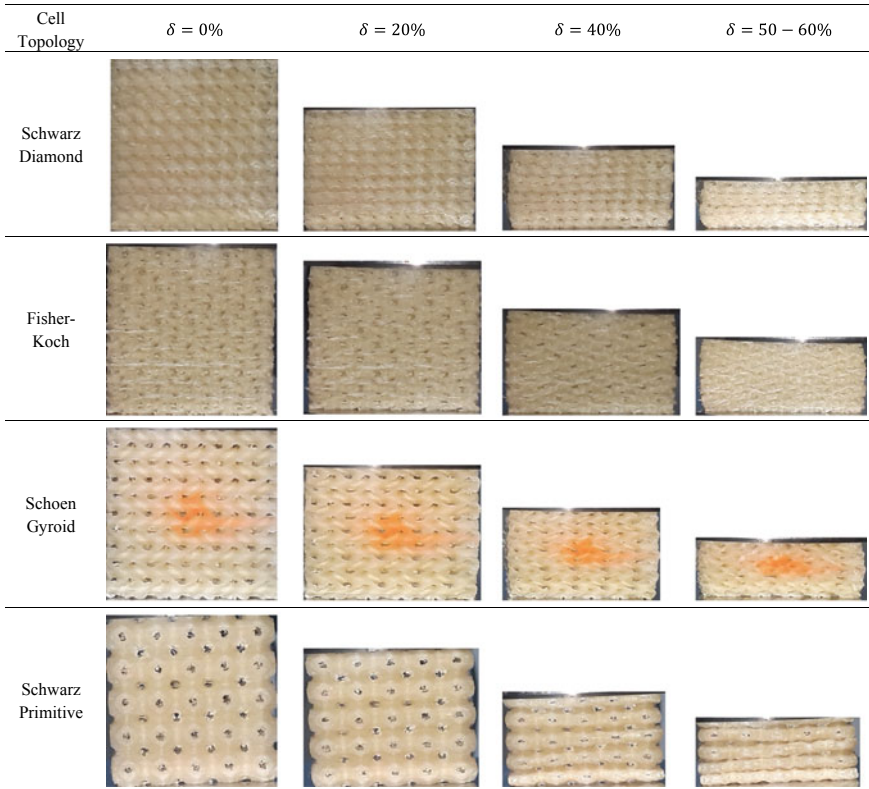 Cell
Topology
𝛿 = 0%
𝛿 = 20%
𝛿 = 40%
𝛿 = 50 − 60%
Schwarz
Diamond
Fisher-
Koch
Schoen
Gyroid
Schwarz
Primitive